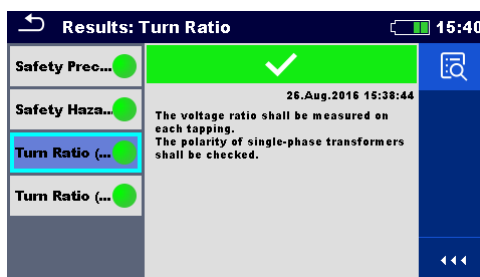 Results: Turn Ratio
15:40
Safety Prec...
Safety Haza...
Turn Ratio (...
Turn Ratio (...
26.Aug.2016 15:38:44
The voltage ratio shall be measured on
each tapping.
The polarity of single-phase transformers
shall be checked.